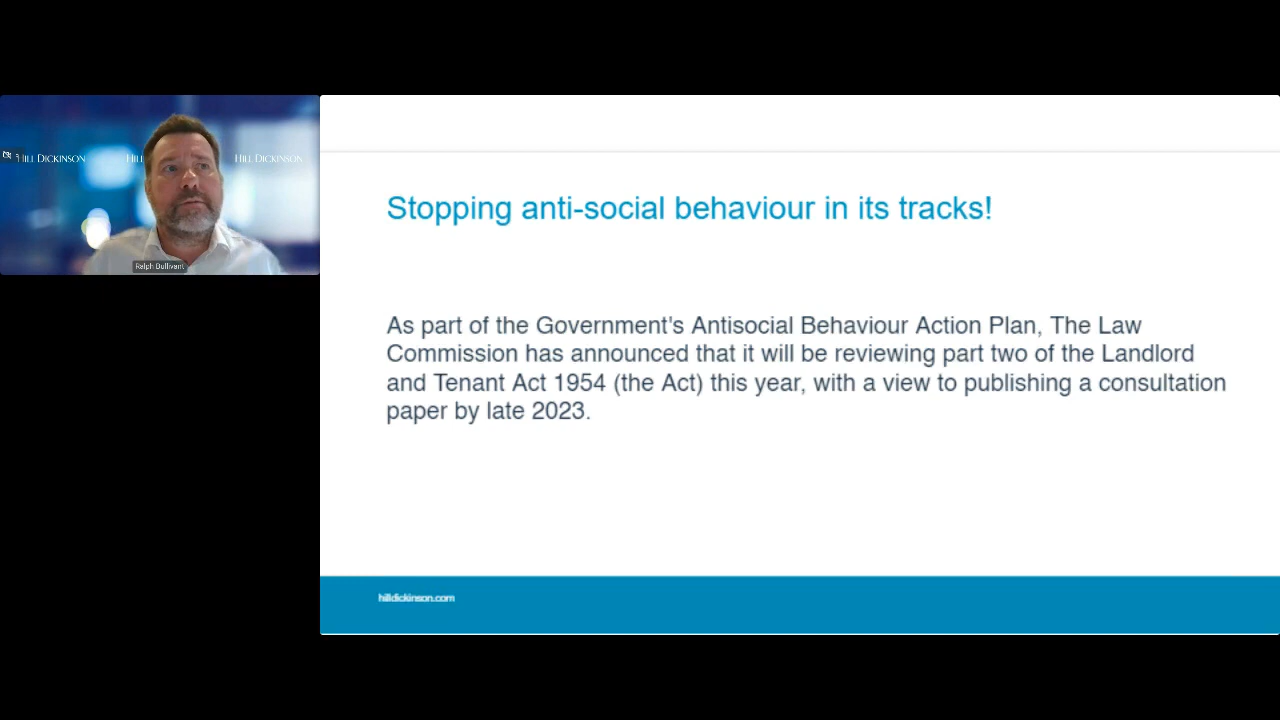 HILL DICKINSON
HILL
HILL DICKINSON
Ralph Bullivant
Stopping anti-social behaviour in its tracks!
As part of the Government's Antisocial Behaviour Action Plan, The Law
Commission has announced that it will be reviewing part two of the Landlord
and Tenant Act 1954 (the Act) this year, with a view to publishing a consultation
paper by late 2023.
hilldickinson.com